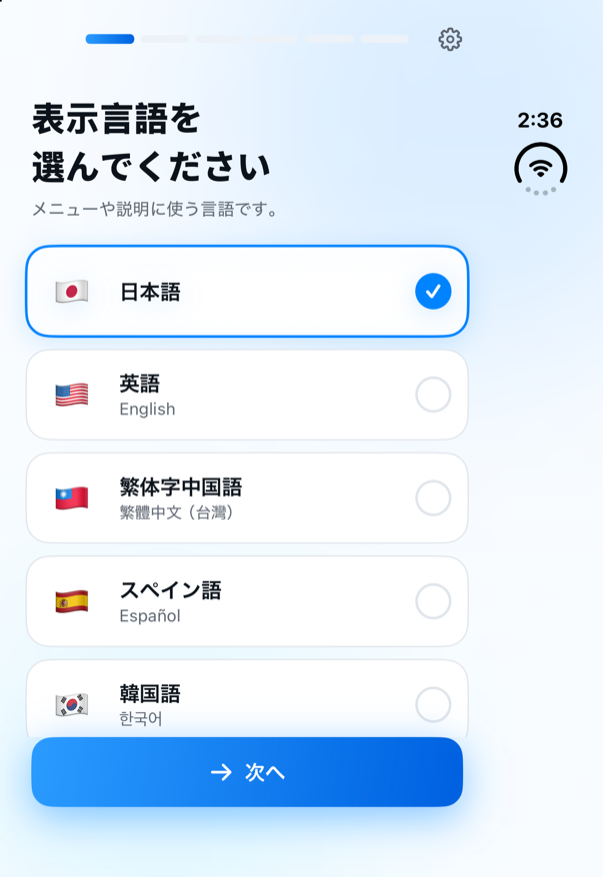 表示言語を
選んでください
メニューや説明に使う言語です。
2:36
日本語
英語
English
繁体字中国語
繁體中文（台灣）
スペイン語
Español
韓国語
한국어
→ 次へ